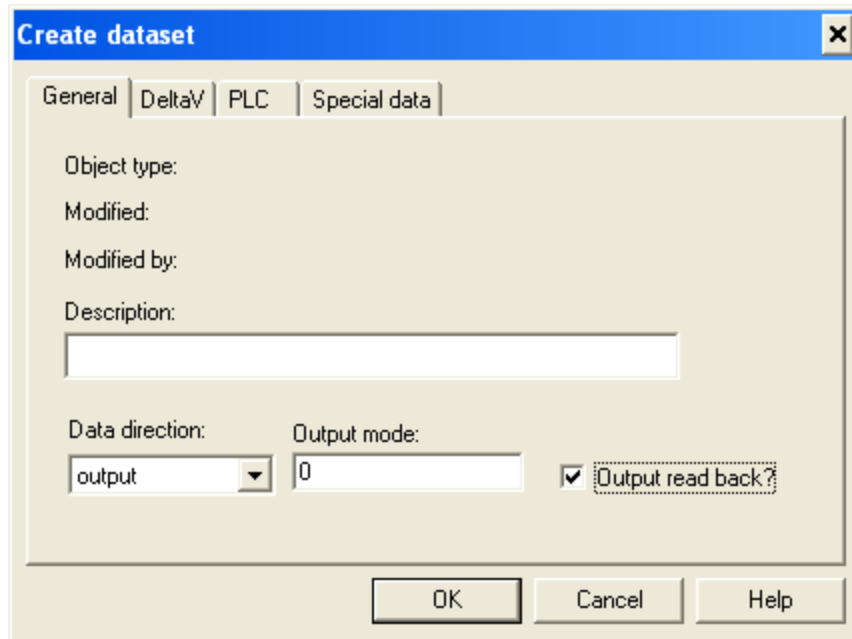 Create dataset
General DeltaV PLC Special data
Object type:
Modified:
Modified by:
Description:
Data direction: Output mode:
output 0 Output read back?
OK Cancel Help